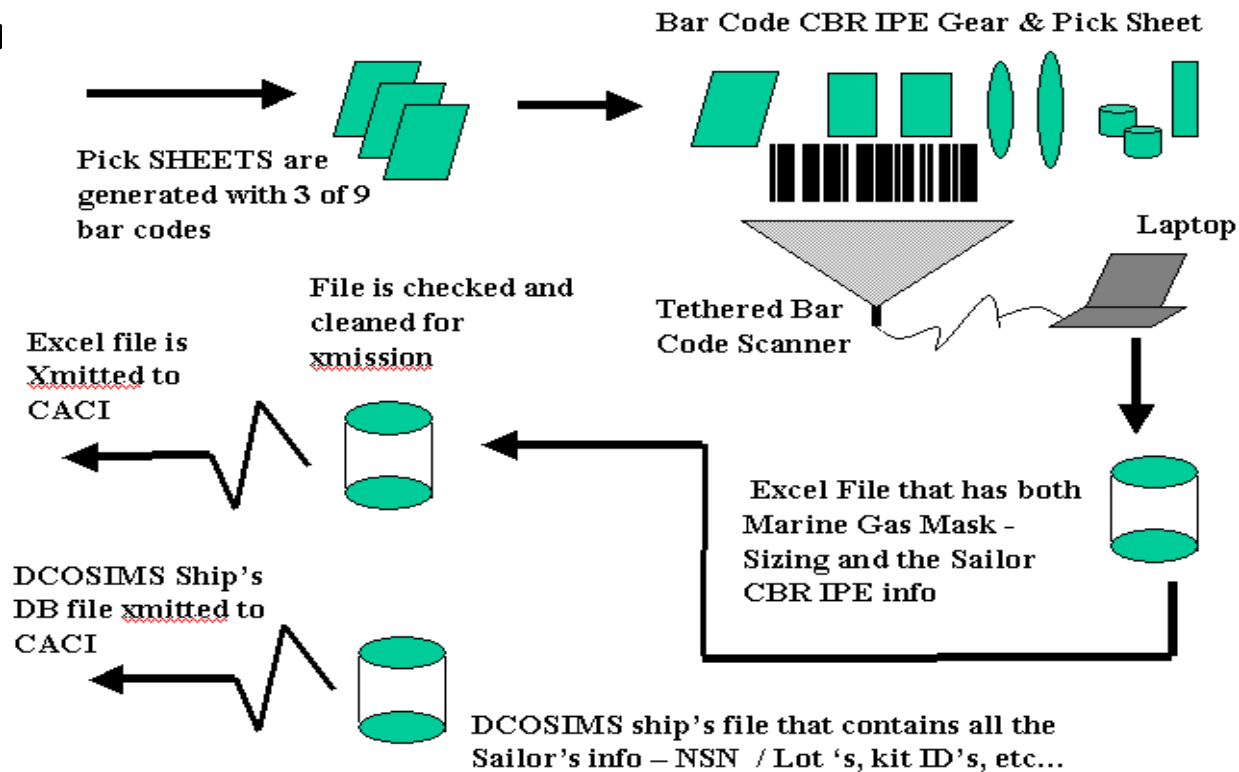 Bar Code CBR IPE Gear & Pick Sheet
Pick SHEETS are
generated with 3 of 9
bar codes
Laptop
Tethered Bar
Code Scanner
File is checked and
cleaned for
xmission
Excel file is
Xmitted to
CACI
Excel File that has both
Marine Gas Mask -
Sizing and the Sailor
CBR IPE info
DCOSIMS Ship's
DB file xmitted to
CACI
DCOSIMS ship's file that contains all the
Sailor's info – NSN / Lot ‘s, kit ID's, etc…